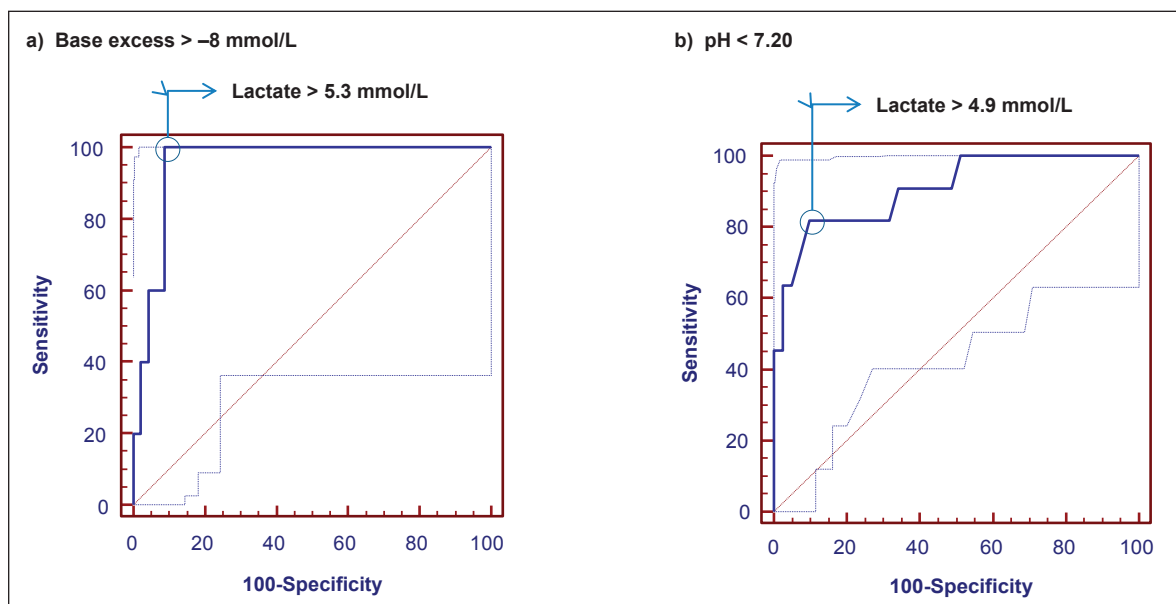 a) Base excess > –8 mmol/L
Lactate > 5.3 mmol/L
100
80
60
40
20
0
Sensitivity
0 20 40 60 80 100
100-Specificity
b) pH < 7.20
Lactate > 4.9 mmol/L
100
80
60
40
20
0
Sensitivity
0 20 40 60 80 100
100-Specificity